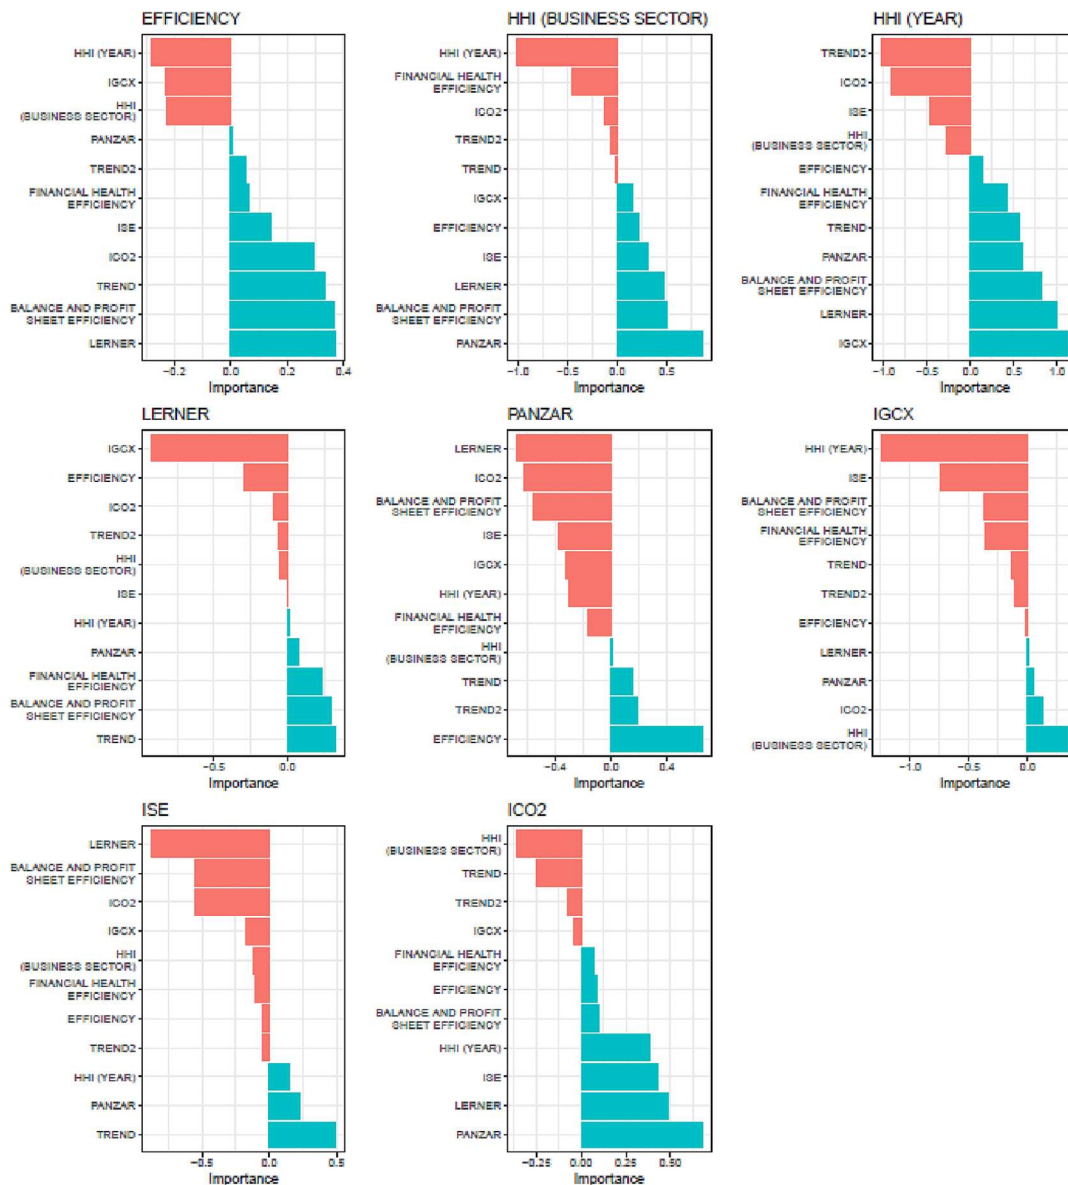 EFFICIENCY
HHI (YEAR)
IGCX
HHI
(BUSINESS SECTOR)
PANZAR
TREND2
FINANCIAL HEALTH
EFFICIENCY
ISE
ICO2
TREND
BALANCE AND PROFIT
SHEET EFFICIENCY
LERNER
−0.2 0.0 0.2 0.4
Importance
HHI (BUSINESS SECTOR)
HHI (YEAR)
FINANCIAL HEALTH
EFFICIENCY
ICO2
TREND2
TREND
IGCX
EFFICIENCY
ISE
LERNER
BALANCE AND PROFIT
SHEET EFFICIENCY
PANZAR
−1.0 −0.5 0.0 0.5
Importance
HHI (YEAR)
TREND2
ICO2
ISE
HHI
(BUSINESS SECTOR)
EFFICIENCY
FINANCIAL HEALTH
EFFICIENCY
TREND
PANZAR
BALANCE AND PROFIT
SHEET EFFICIENCY
LERNER
IGCX
−1.0 −0.5 0.0 0.5 1.0
Importance
LERNER
IGCX
EFFICIENCY
ICO2
TREND2
HHI
(BUSINESS SECTOR)
ISE
HHI (YEAR)
PANZAR
FINANCIAL HEALTH
EFFICIENCY
BALANCE AND PROFIT
SHEET EFFICIENCY
TREND
−0.5 0.0
Importance
PANZAR
LERNER
ICO2
BALANCE AND PROFIT
SHEET EFFICIENCY
ISE
IGCX
HHI (YEAR)
FINANCIAL HEALTH
EFFICIENCY
HHI
(BUSINESS SECTOR)
TREND
TREND2
EFFICIENCY
−0.4 0.0 0.4
Importance
IGCX
HHI (YEAR)
ISE
BALANCE AND PROFIT
SHEET EFFICIENCY
FINANCIAL HEALTH
EFFICIENCY
TREND
TREND2
EFFICIENCY
LERNER
PANZAR
ICO2
HHI
(BUSINESS SECTOR)
−1.0 −0.5 0.0
Importance
ISE
LERNER
BALANCE AND PROFIT
SHEET EFFICIENCY
ICO2
IGCX
HHI
(BUSINESS SECTOR)
FINANCIAL HEALTH
EFFICIENCY
EFFICIENCY
TREND2
HHI (YEAR)
PANZAR
TREND
−0.5 0.0 0.5
Importance
ICO2
HHI
(BUSINESS SECTOR)
TREND
TREND2
IGCX
FINANCIAL HEALTH
EFFICIENCY
EFFICIENCY
BALANCE AND PROFIT
SHEET EFFICIENCY
HHI (YEAR)
ISE
LERNER
PANZAR
−0.25 0.00 0.25 0.50
Importance